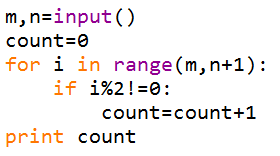 m,n=input()
count=0
for i in range(m,n+1):
    if i%2!=0:
        count=count+1
print count